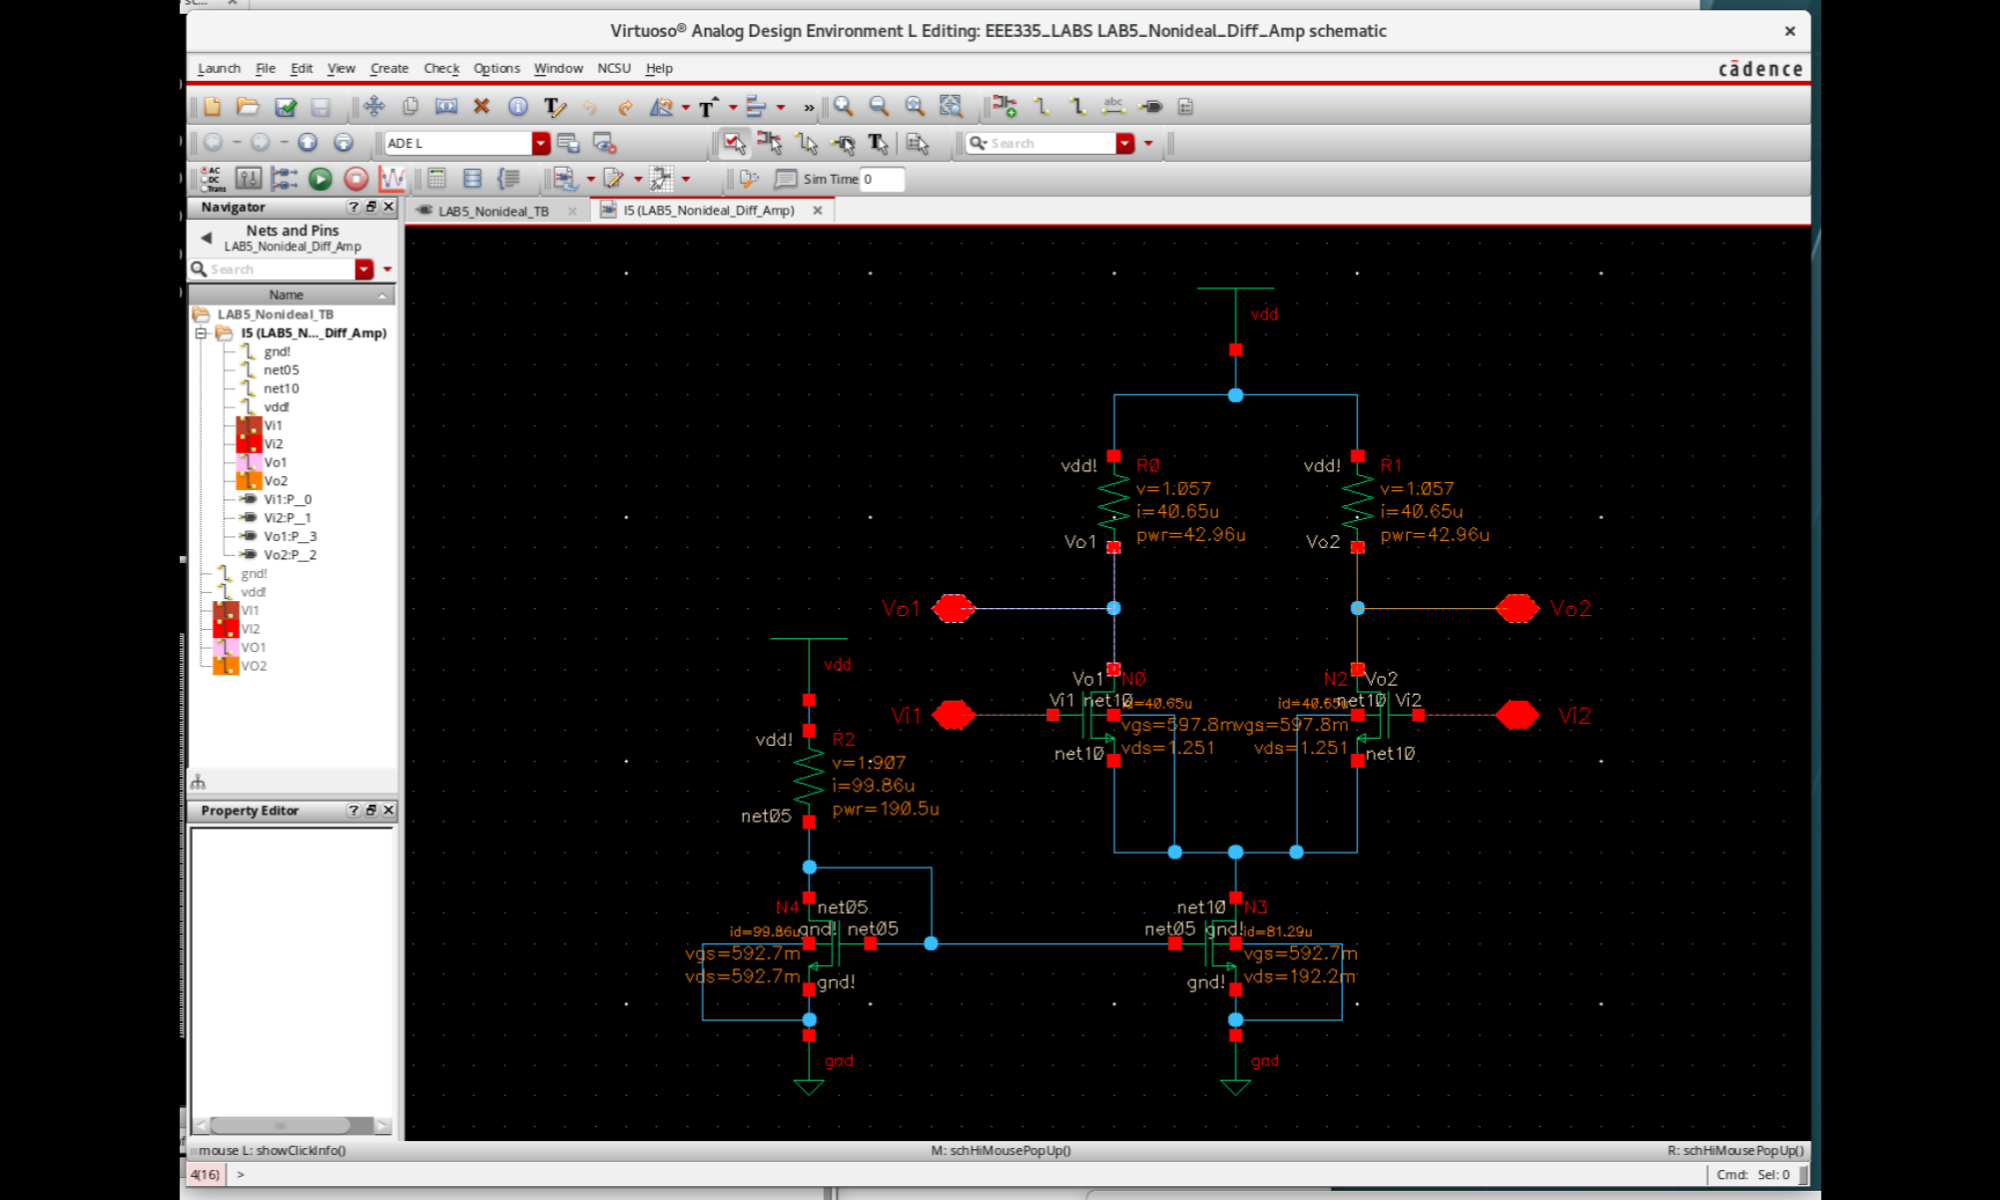 Virtuoso® Analog Design Environment L Editing: EEE335_LABS LAB5_Nonideal_Diff_Amp schematic
Launch File Edit View Create Check Options Window NCSU Help
cādence
T T » abc
ADE L
T
Search
AC
DC
Trans
Sim Time 0
Navigator
LAB5_Nonideal_TB
I5 (LAB5_Nonideal_Diff_Amp)
Nets and Pins
LAB5_Nonideal_Diff_Amp
Search
Name
LAB5_Nonideal_TB
I5 (LAB5_N..._Diff_Amp)
gnd!
net05
net10
vdd!
Vi1
Vi2
Vo1
Vo2
Vi1:P__0
Vi2:P__1
Vo1:P__3
Vo2:P__2
gnd!
vdd!
VI1
VI2
VO1
VO2
Property Editor
vdd
vdd! R0
v=1.057
i=40.65u
pwr=42.96u
Vo1
vdd! R1
v=1.057
i=40.65u
pwr=42.96u
Vo2
Vo1
Vo2
vdd
Vo1 N0
Vi1 net10
id=40.65u
vgs=597.8m
vds=1.251
net10
N2 Vo2
id=40.65u
net10 Vi2
vgs=597.8m
vds=1.251
net10
Vi1
Vi2
vdd! R2
v=1.907
i=99.86u
pwr=190.5u
net05
N4 net05
id=99.86u
gnd! net05
vgs=592.7m
vds=592.7m
gnd!
gnd
net10 N3
net05 gnd!
id=81.29u
vgs=592.7m
vds=192.2m
gnd!
gnd
mouse L: showClickInfo()
M: schHiMousePopUp()
R: schHiMousePopUp()
4(16) >
Cmd: Sel: 0